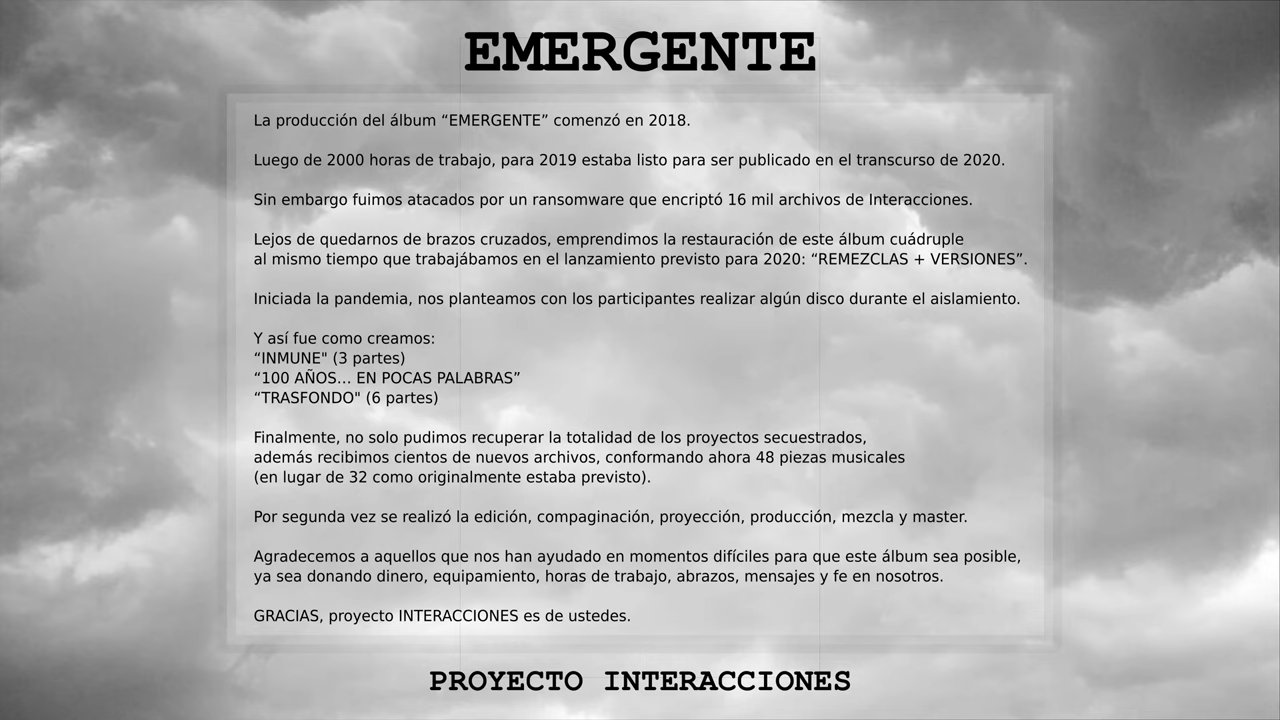 EMERGENTE
La producción del álbum “EMERGENTE” comenzó en 2018.
Luego de 2000 horas de trabajo, para 2019 estaba listo para ser publicado en el transcurso de 2020.
Sin embargo fuimos atacados por un ransomware que encriptó 16 mil archivos de Interacciones.
Lejos de quedarnos de brazos cruzados, emprendimos la restauración de este álbum cuádruple
al mismo tiempo que trabajábamos en el lanzamiento previsto para 2020: “REMEZCLAS + VERSIONES”.
Iniciada la pandemia, nos planteamos con los participantes realizar algún disco durante el aislamiento.
Y así fue como creamos:
“INMUNE" (3 partes)
“100 AÑOS... EN POCAS PALABRAS”
“TRASFONDO" (6 partes)
Finalmente, no solo pudimos recuperar la totalidad de los proyectos secuestrados,
además recibimos cientos de nuevos archivos, conformando ahora 48 piezas musicales
(en lugar de 32 como originalmente estaba previsto).
Por segunda vez se realizó la edición, compaginación, proyección, producción, mezcla y master.
Agradecemos a aquellos que nos han ayudado en momentos difíciles para que este álbum sea posible,
ya sea donando dinero, equipamiento, horas de trabajo, abrazos, mensajes y fe en nosotros.
GRACIAS, proyecto INTERACCIONES es de ustedes.
PROYECTO INTERACCIONES